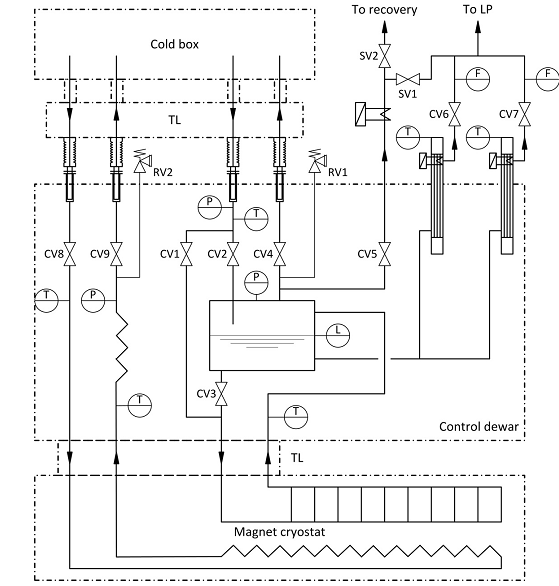 To recovery
To LP
Cold box
SV2
SV1
F
F
TL
CV6
CV7
T
T
RV2
RV1
P
T
CV8
CV9
CV1
CV2
CV4
CV5
P
T
P
L
CV3
T
T
Control dewar
TL
Magnet cryostat